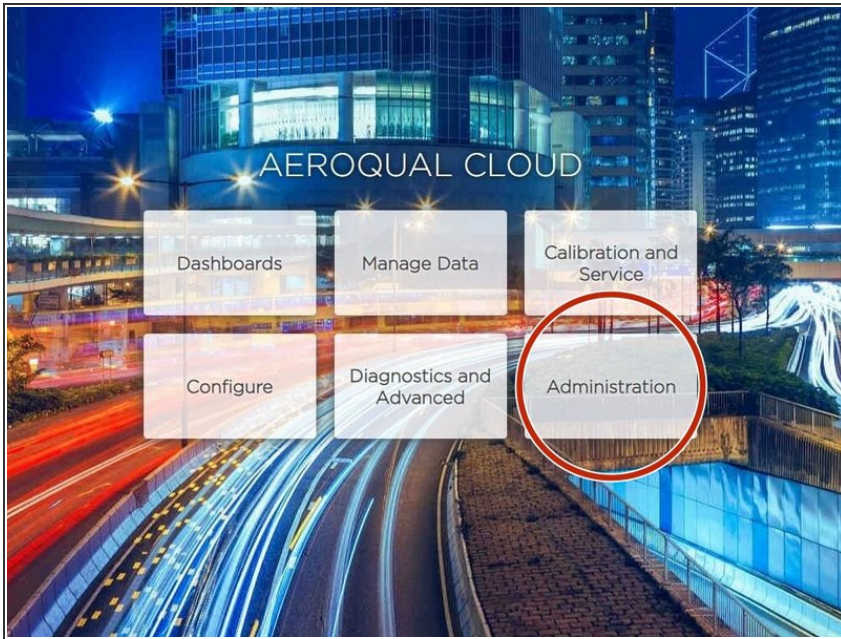 AEROQUAL CLOUD
Dashboards
Manage Data
Calibration and
Service
Configure
Diagnostics and
Advanced
Administration